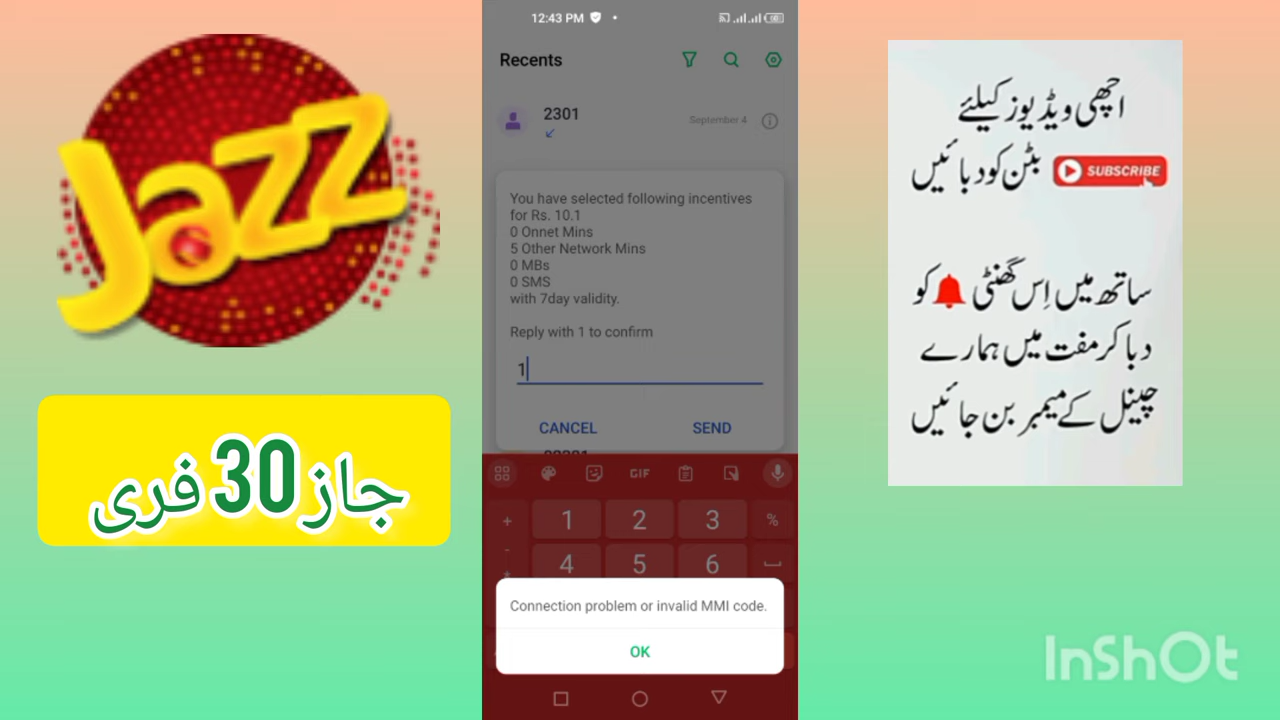 Jazz
جاز 30 فری
12:43 PM
Recents
2301
September 4
You have selected following incentives
for Rs. 10.1
0 Onnet Mins
5 Other Network Mins
0 MBs
0 SMS
with 7day validity.
Reply with 1 to confirm
1
CANCEL
SEND
GIF
+
1
2
3
%
-
4
5
6
*
Connection problem or invalid MMI code.
OK
اچھی ویڈیوز کیلئے
SUBSCRIBE بٹن کو دبائیں
ساتھ میں اِس گھنٹی کو
دبا کر مفت میں ہمارے
چینل کے میمبر بن جائیں
InShOt